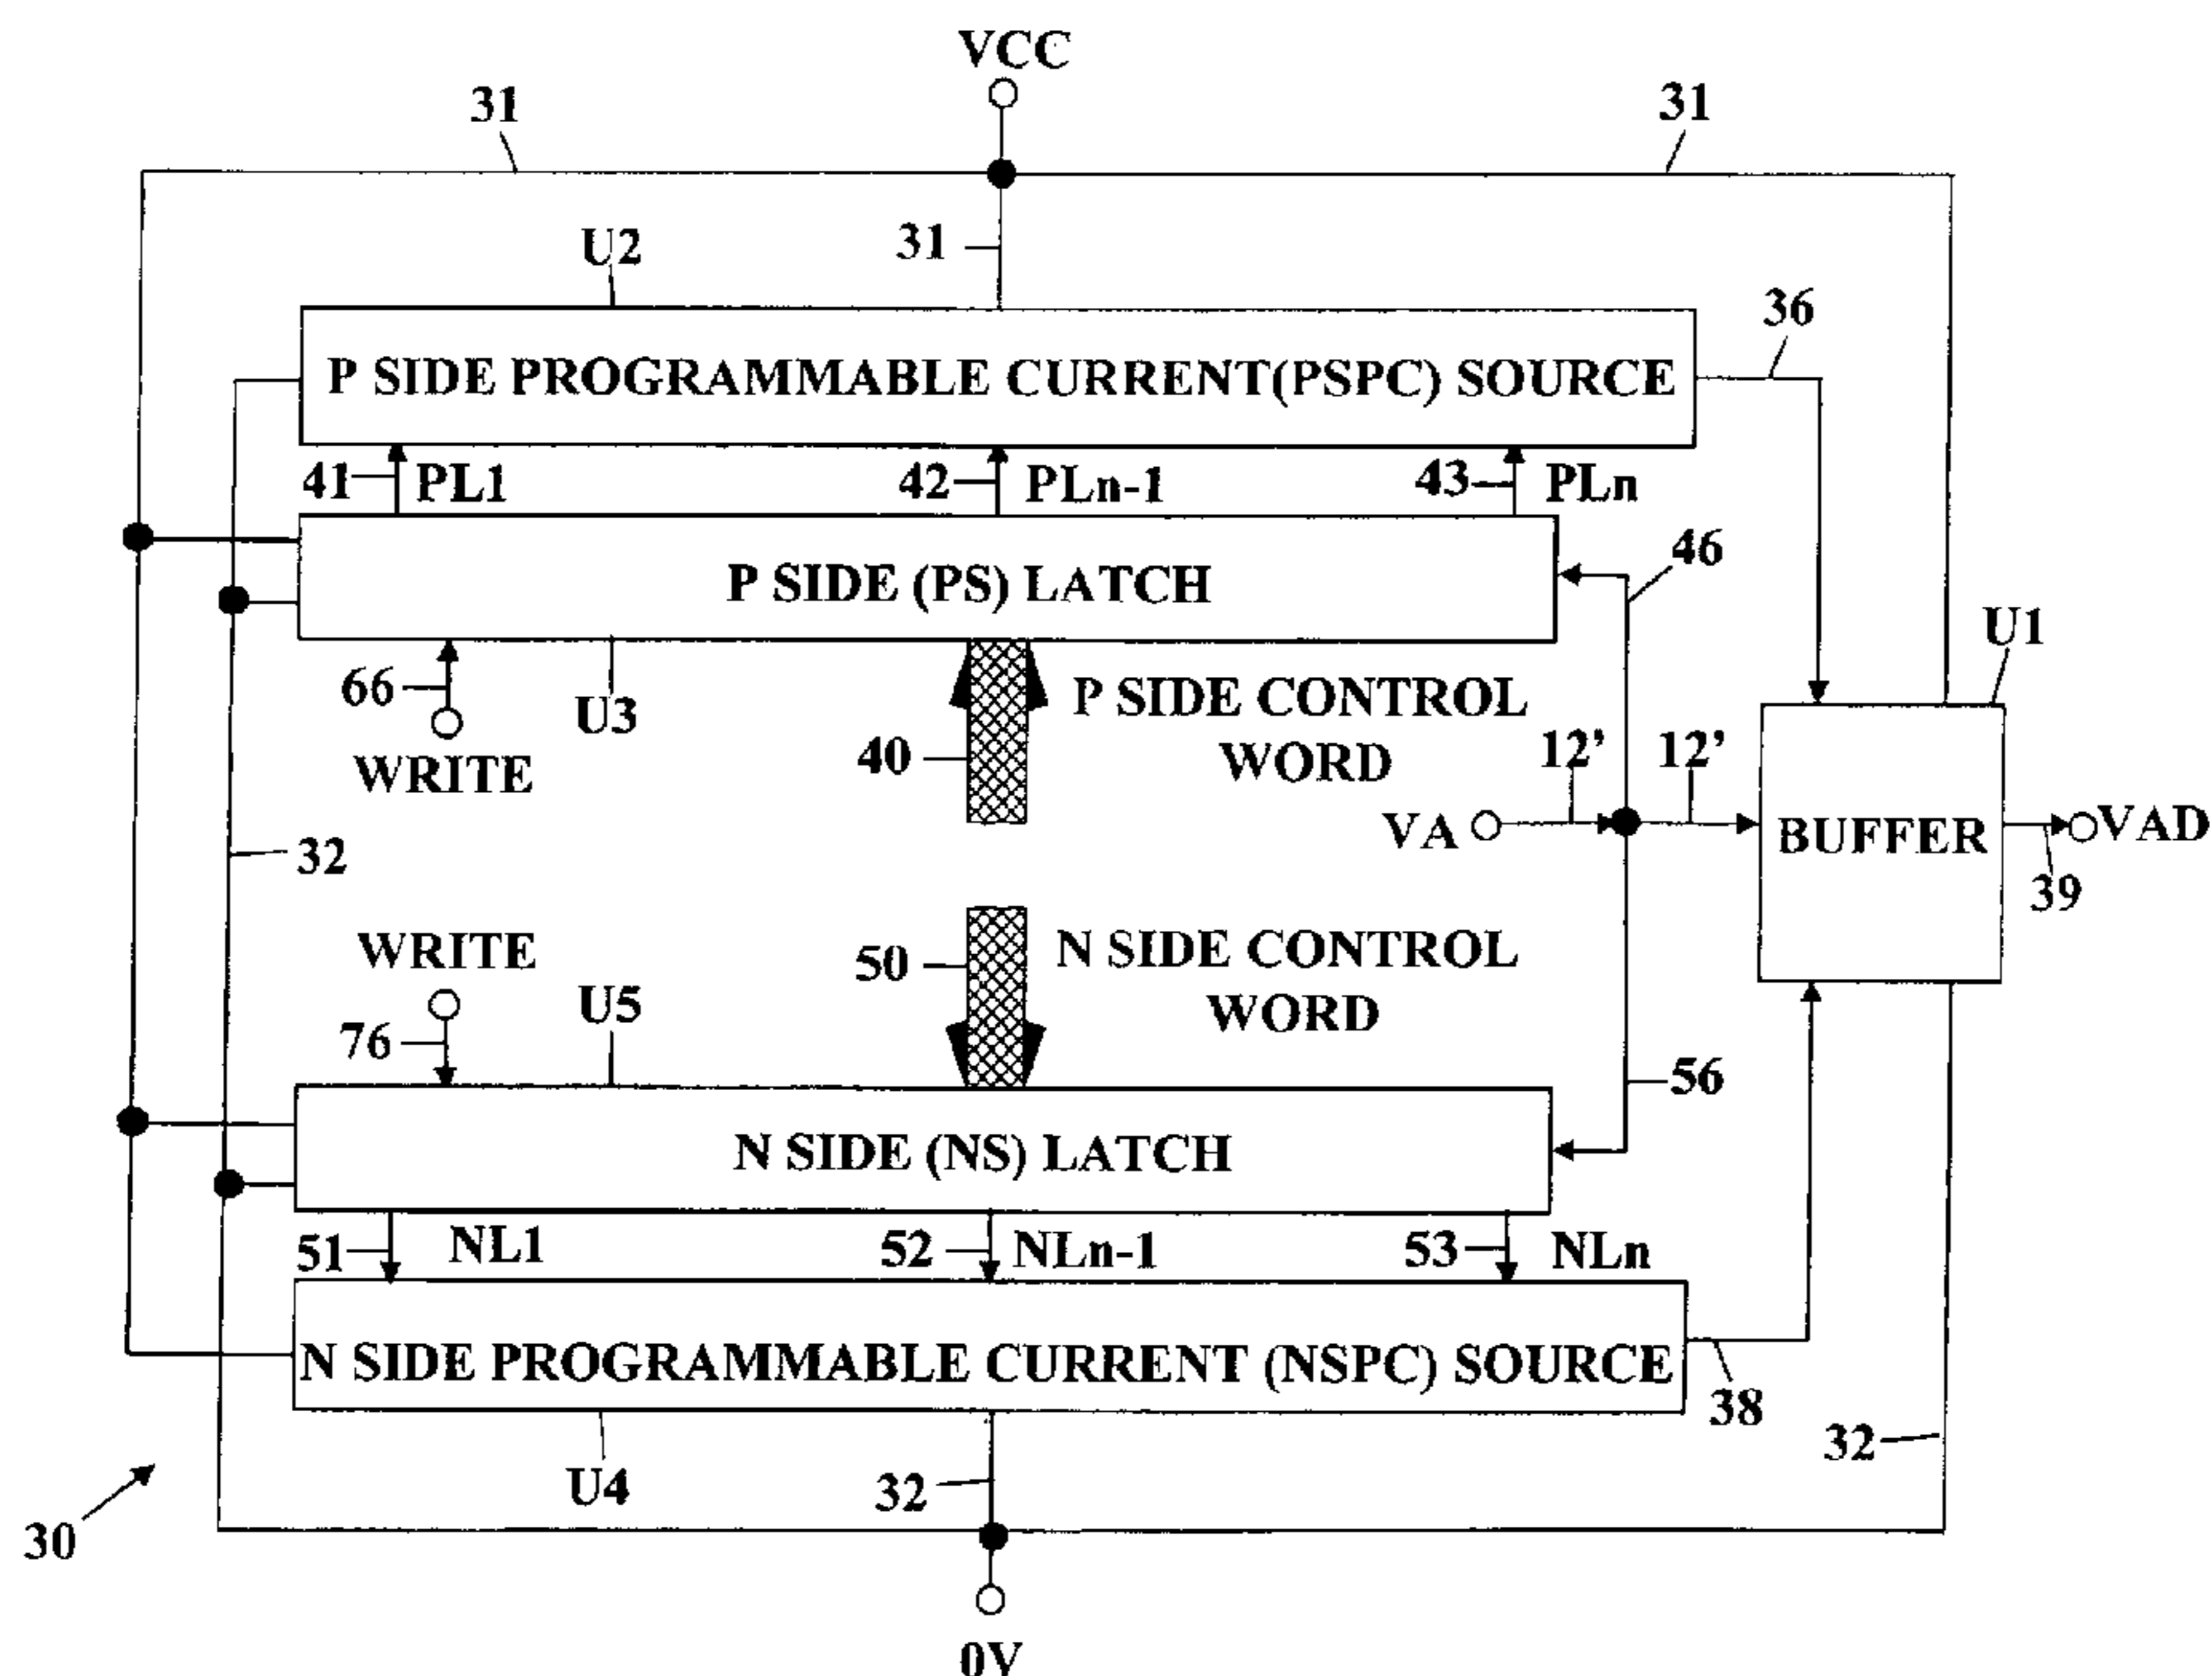 VCC
31
31
31
U2
36
P SIDE PROGRAMMABLE CURRENT(PSPC) SOURCE
41
PL1
42
PLn-1
43
PLn
46
P SIDE (PS) LATCH
U1
66
U3
P SIDE CONTROL
WORD
40
WRITE
12'
12'
VA
BUFFER
VAD
39
32
WRITE
50
N SIDE CONTROL
WORD
U5
76
56
N SIDE (NS) LATCH
51
NL1
52
NLn-1
53
NLn
N SIDE PROGRAMMABLE CURRENT (NSPC) SOURCE
38
32
U4
32
30
0V